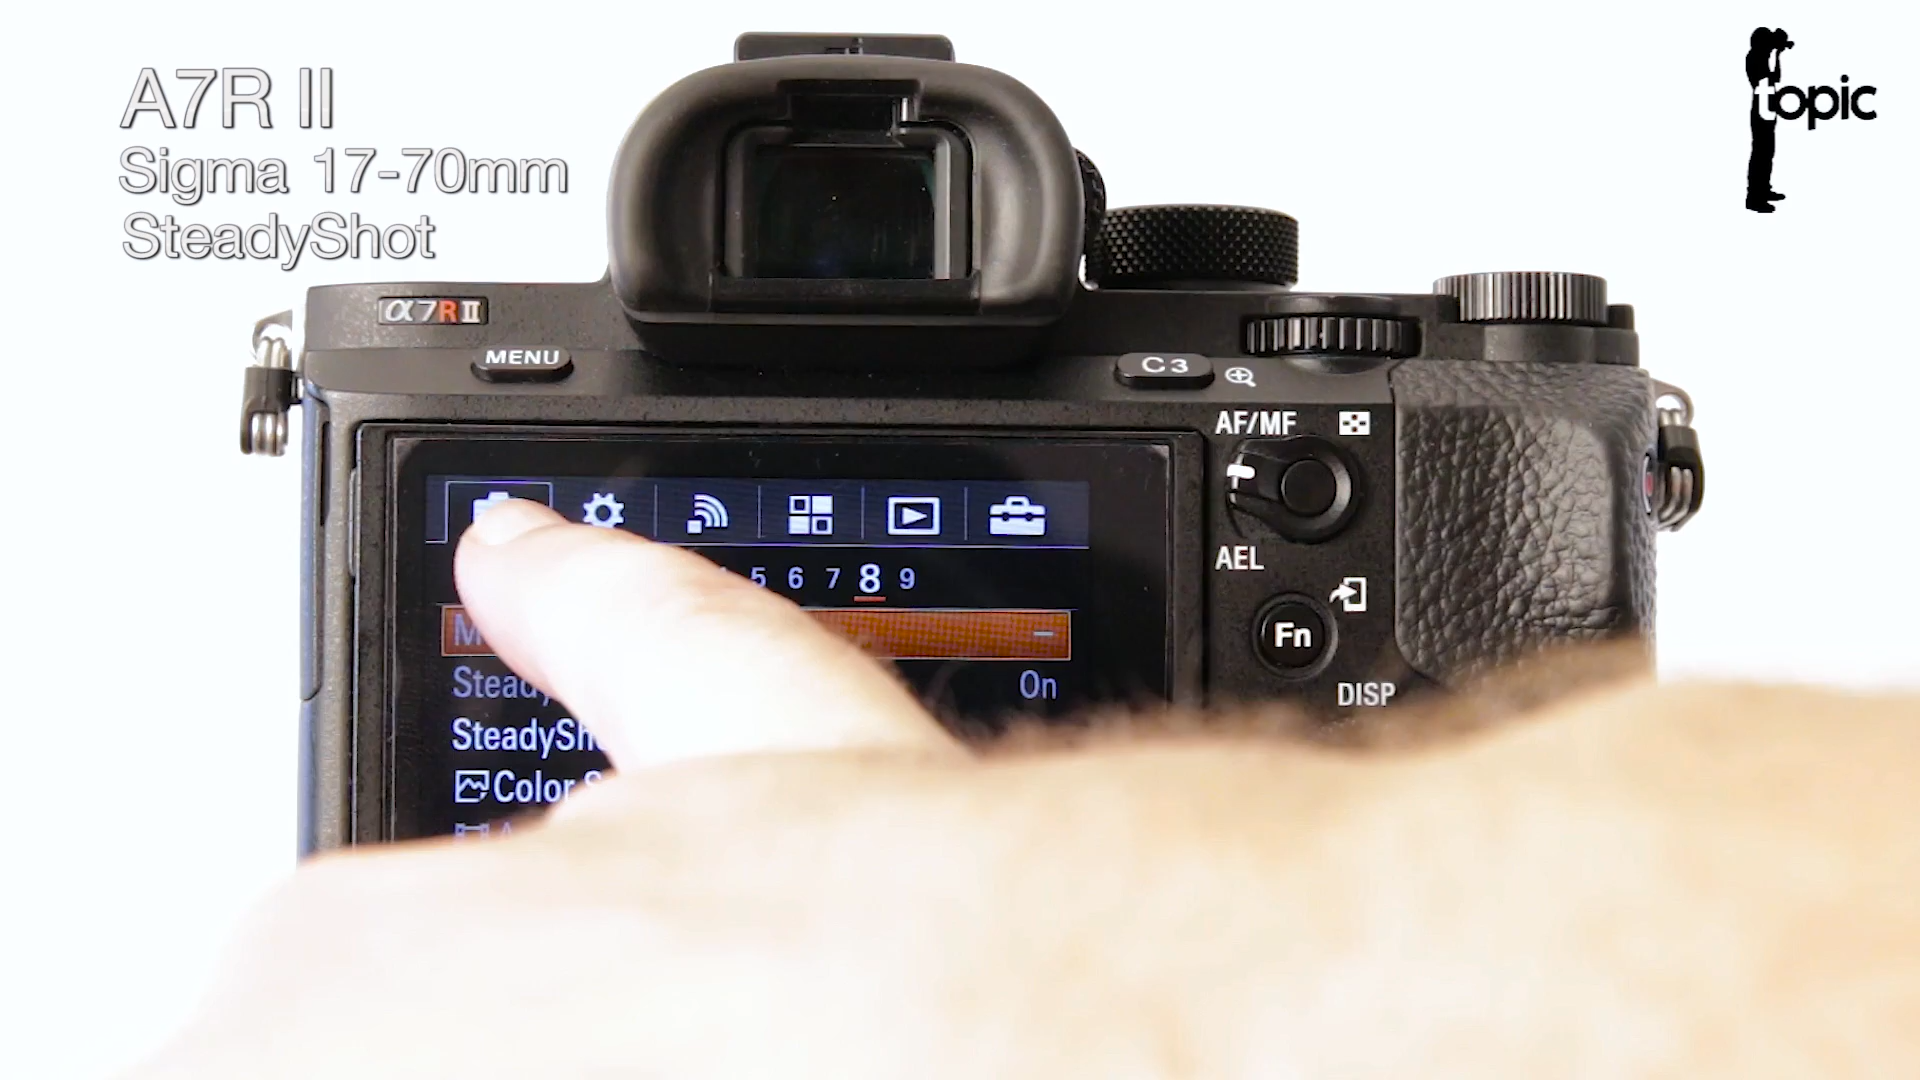 A7R II
Sigma 17-70mm
SteadyShot
topic
α7RII
MENU
C3
AF/MF
AEL
5 6 7 8 9
On
SteadySh
Color
Fn
DISP